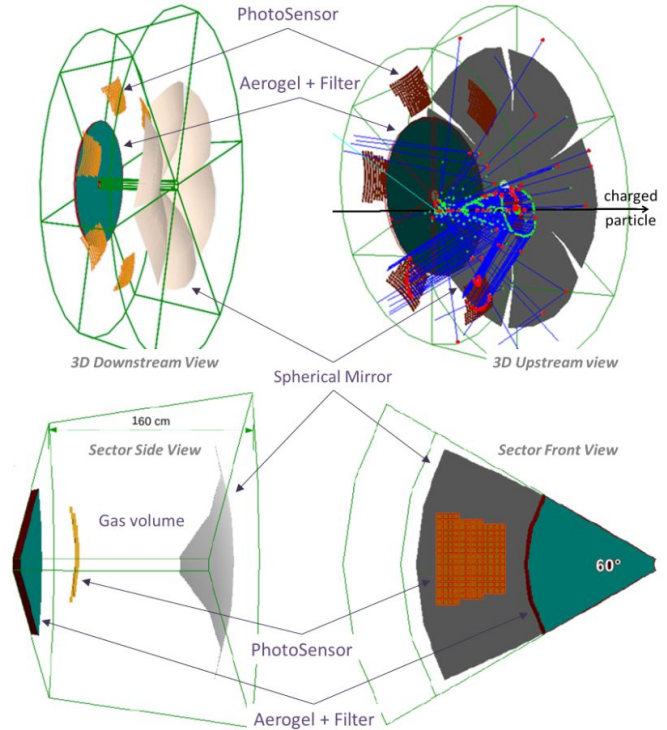 PhotoSensor
Aerogel + Filter
charged
particle
3D Downstream View
3D Upstream view
Spherical Mirror
160 cm
Sector Side View
Sector Front View
Gas volume
60°
PhotoSensor
Aerogel + Filter